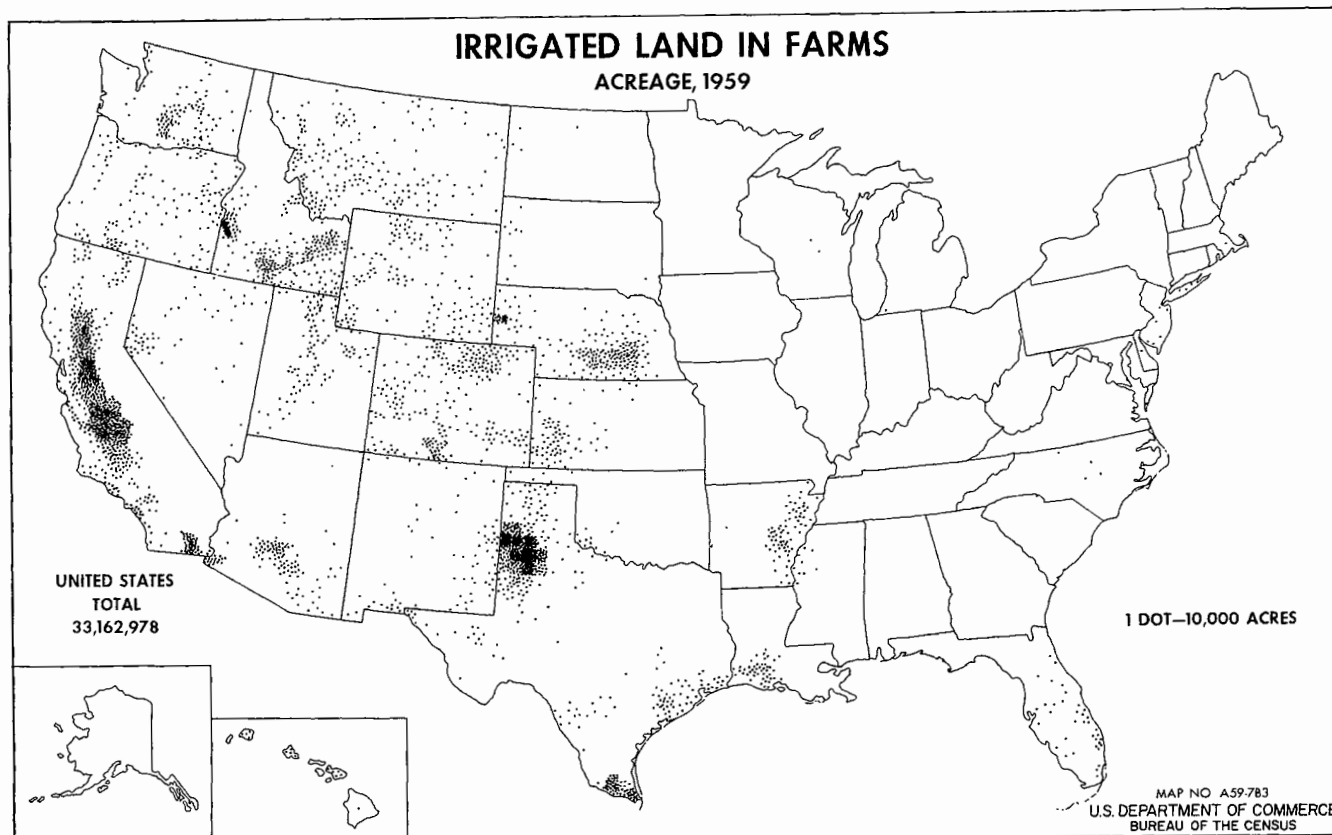 IRRIGATED LAND IN FARMS
ACREAGE, 1959
UNITED STATES
TOTAL
33,162,978
1 DOT—10,000 ACRES
MAP NO A59-783
U.S. DEPARTMENT OF COMMERCE
BUREAU OF THE CENSUS